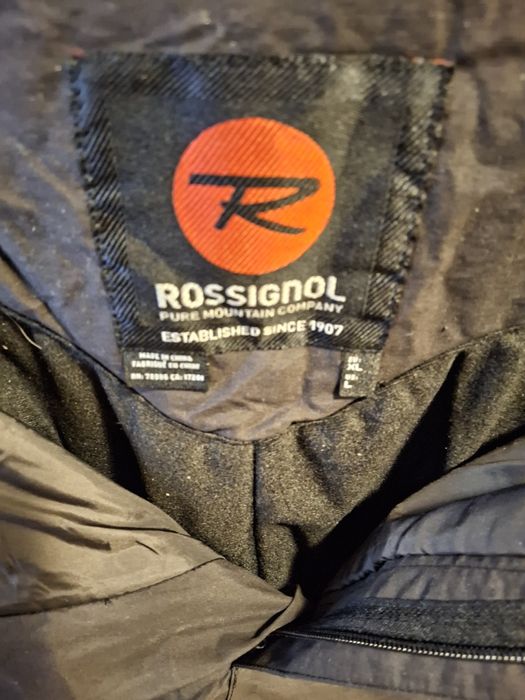 R
ROSSIGNOL
PURE MOUNTAIN COMPANY
ESTABLISHED SINCE 1907
MADE IN CHINA
FABRIQUÉ EN CHINE
XL
L